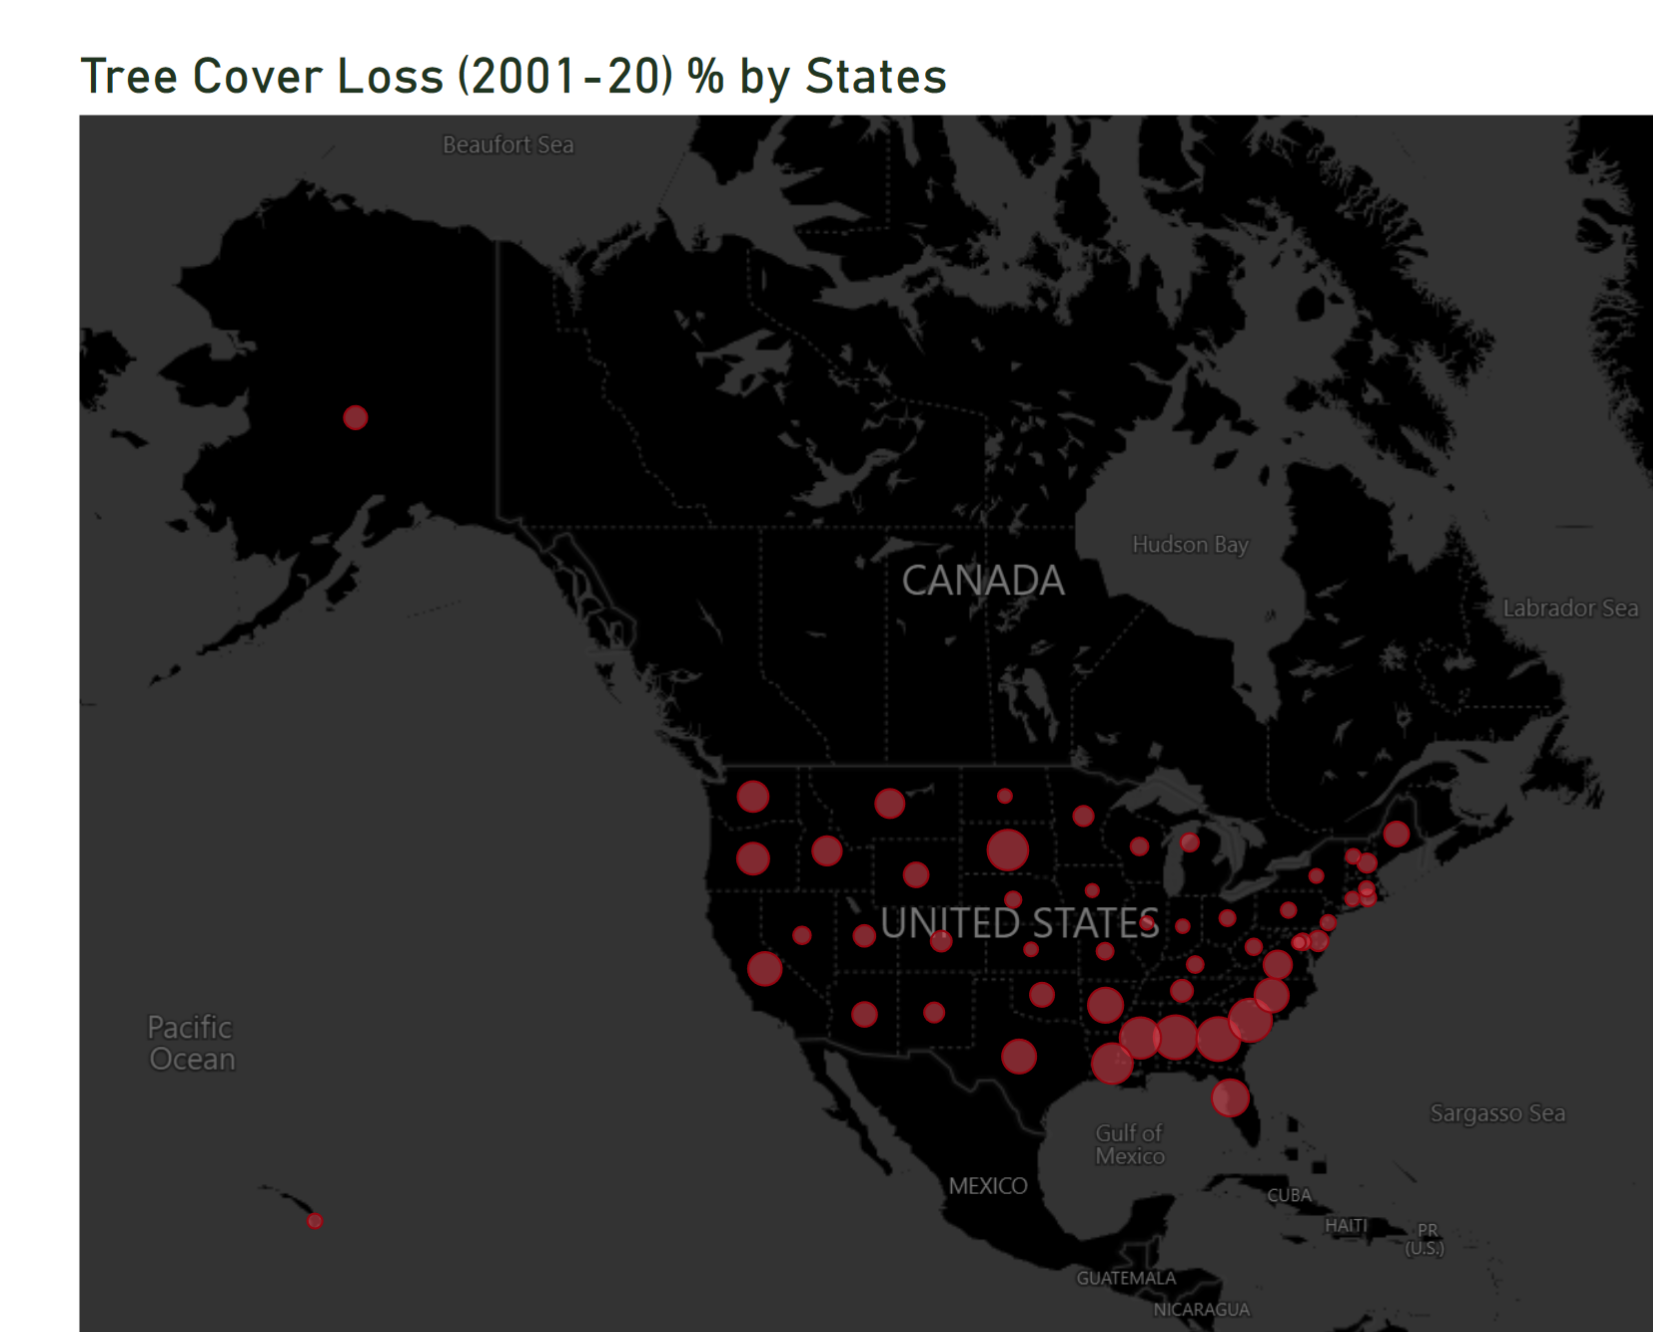 Tree Cover Loss (2001-20) % by States
Beaufort Sea
Hudson Bay
CANADA
Labrador Sea
UNITED STATES
Pacific
Ocean
Sargasso Sea
Gulf of
Mexico
MEXICO
CUBA
HAITI
PR
(U.S.)
GUATEMALA
NICARAGUA